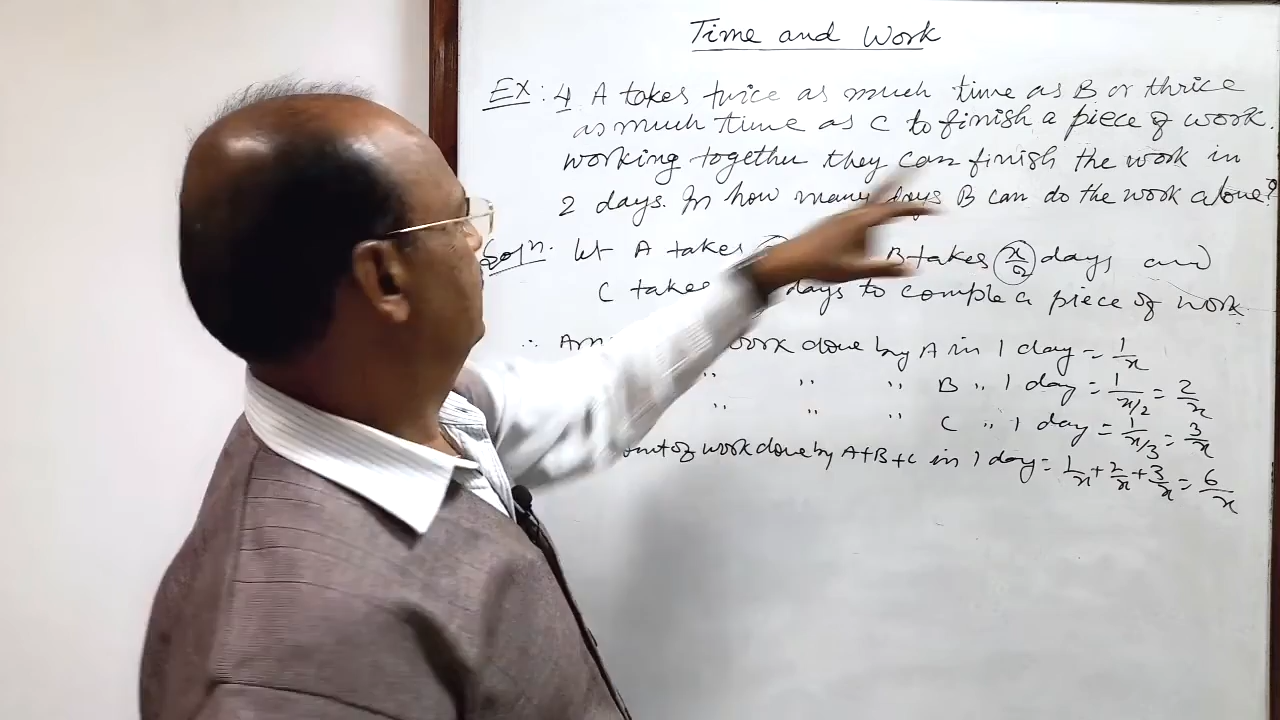 Time and Work
Ex: 4 A takes twice as much time as B or thrice
as much time as C to finish a piece of work.
working together they can finish the work in
2 days. In how many days B can do the work alone?
Soln. let A takes B takes x/2 days and
C takes days to comple a piece of work.
∴ work done by A in 1 day = 1/x
" " " B " 1 day = 1/x/2 = 2/x
" " " C " 1 day = 1/x/3 = 3/x
of work done by A+B+C in 1 day = 1/x + 2/x + 3/x = 6/x